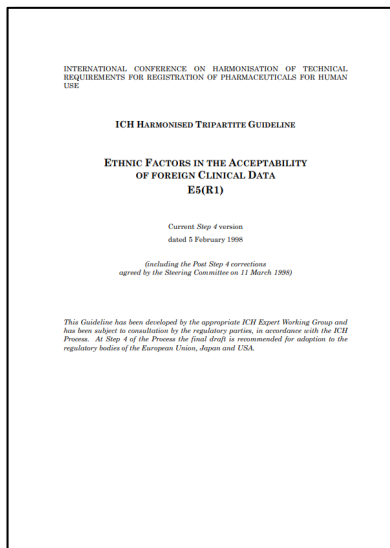 INTERNATIONAL CONFERENCE ON HARMONISATION OF TECHNICAL
REQUIREMENTS FOR REGISTRATION OF PHARMACEUTICALS FOR HUMAN
USE
ICH HARMONISED TRIPARTITE GUIDELINE
ETHNIC FACTORS IN THE ACCEPTABILITY
OF FOREIGN CLINICAL DATA
E5(R1)
Current Step 4 version
dated 5 February 1998
(including the Post Step 4 corrections
agreed by the Steering Committee on 11 March 1998)
This Guideline has been developed by the appropriate ICH Expert Working Group and
has been subject to consultation by the regulatory parties, in accordance with the ICH
Process. At Step 4 of the Process the final draft is recommended for adoption to the
regulatory bodies of the European Union, Japan and USA.